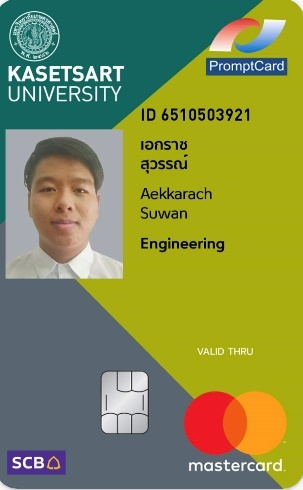 KASETSART
UNIVERSITY
PromptCard
ID 6510503921
เอกราช
สุวรรณ์
Aekkarach
Suwan
Engineering
VALID THRU
SCB
mastercard.